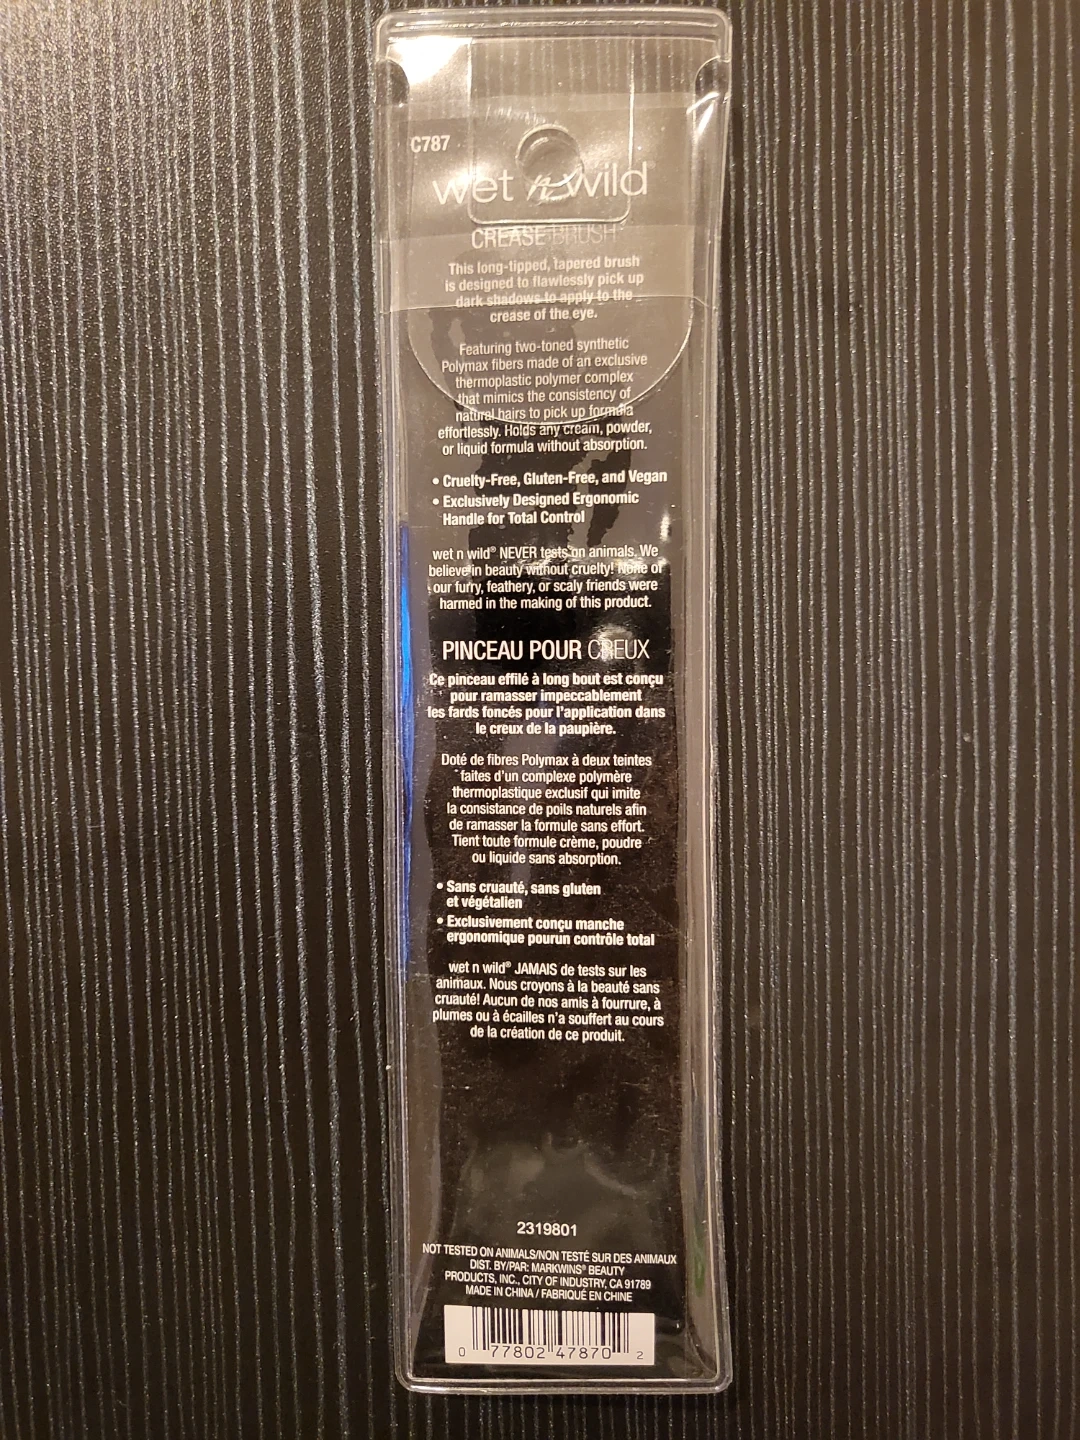 C787
wet n wild
CREASE BRUSH
This long-tipped, tapered brush
is designed to flawlessly pick up
dark shadows to apply to the
crease of the eye.
Featuring two-toned synthetic
Polymax fibers made of an exclusive
thermoplastic polymer complex
that mimics the consistency of
natural hairs to pick up formula
effortlessly. Holds any cream, powder,
or liquid formula without absorption.
• Cruelty-Free, Gluten-Free, and Vegan
• Exclusively Designed Ergonomic
Handle for Total Control
wet n wild® NEVER tests on animals. We
believe in beauty without cruelty! None of
our furry, feathery, or scaly friends were
harmed in the making of this product.
PINCEAU POUR CREUX
Ce pinceau effilé à long bout est conçu
pour ramasser impeccablement
les fards foncés pour l'application dans
le creux de la paupière.
Doté de fibres Polymax à deux teintes
faites d'un complexe polymère
thermoplastique exclusif qui imite
la consistance de poils naturels afin
de ramasser la formule sans effort.
Tient toute formule crème, poudre
ou liquide sans absorption.
• Sans cruauté, sans gluten
et végétalien
• Exclusivement conçu manche
ergonomique pourun contrôle total
wet n wild® JAMAIS de tests sur les
animaux. Nous croyons à la beauté sans
cruauté! Aucun de nos amis à fourrure, à
plumes ou à écailles n'a souffert au cours
de la création de ce produit.
2319801
NOT TESTED ON ANIMALS/NON TESTÉ SUR DES ANIMAUX
DIST. BY/PAR: MARKWINS® BEAUTY
PRODUCTS, INC., CITY OF INDUSTRY, CA 91789
MADE IN CHINA / FABRIQUÉ EN CHINE
0 77802 47870 2